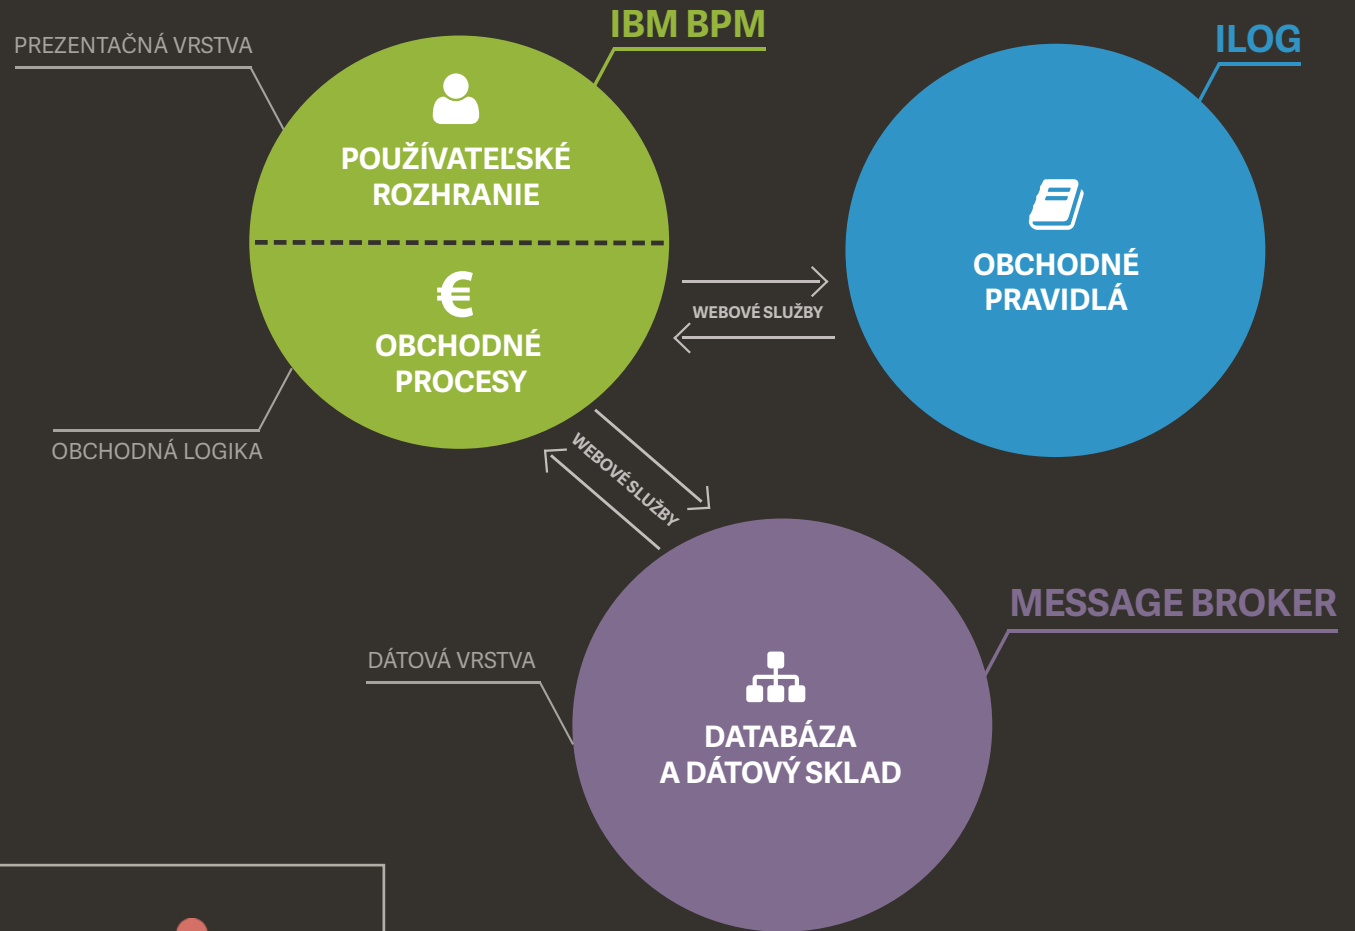 IBM BPM
ILOG
PREZENTAČNÁ VRSTVA
POUŽÍVATEĽSKÉ
ROZHRANIE
€
OBCHODNÉ
PROCESY
OBCHODNÁ LOGIKA
WEBOVÉ SLUŽBY
OBCHODNÉ
PRAVIDLÁ
WEBOVÉ SLUŽBY
MESSAGE BROKER
DÁTOVÁ VRSTVA
DATABÁZA
A DÁTOVÝ SKLAD